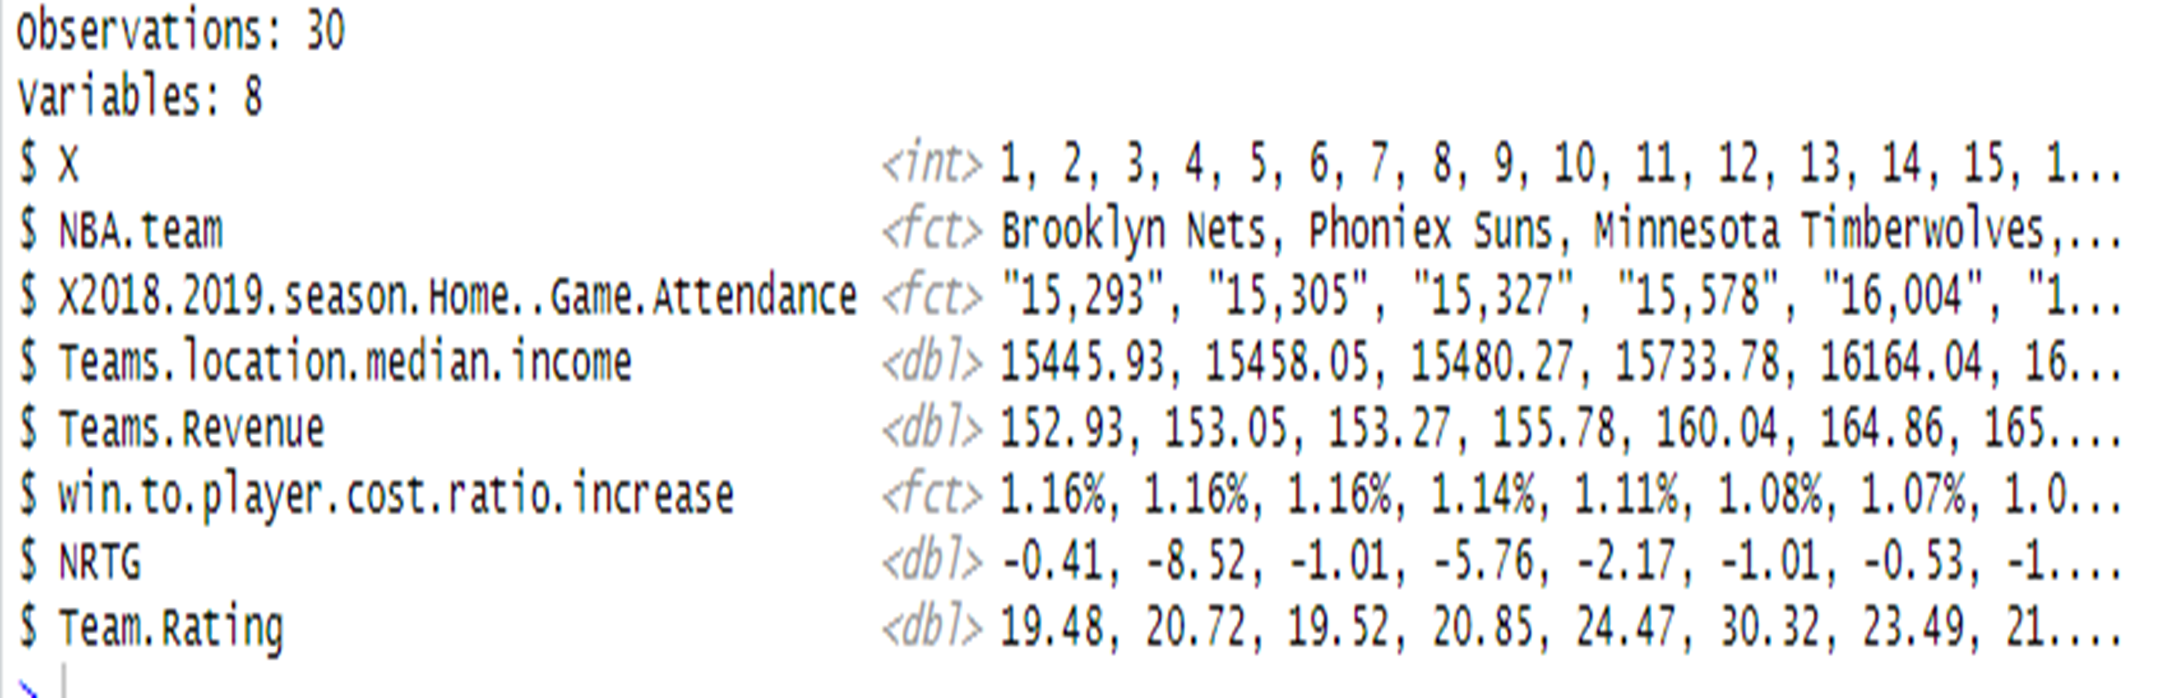 Observations: 30
Variables: 8
$ X <int> 1, 2, 3, 4, 5, 6, 7, 8, 9, 10, 11, 12, 13, 14, 15, 1...
$ NBA.team <fct> Brooklyn Nets, Phoniex Suns, Minnesota Timberwolves,...
$ X2018.2019.season.Home..Game.Attendance <fct> "15,293", "15,305", "15,327", "15,578", "16,004", "1...
$ Teams.location.median.income <dbl> 15445.93, 15458.05, 15480.27, 15733.78, 16164.04, 16...
$ Teams.Revenue <dbl> 152.93, 153.05, 153.27, 155.78, 160.04, 164.86, 165....
$ win.to.player.cost.ratio.increase <fct> 1.16%, 1.16%, 1.16%, 1.14%, 1.11%, 1.08%, 1.07%, 1.0...
$ NRTG <dbl> -0.41, -8.52, -1.01, -5.76, -2.17, -1.01, -0.53, -1....
$ Team.Rating <dbl> 19.48, 20.72, 19.52, 20.85, 24.47, 30.32, 23.49, 21....
>